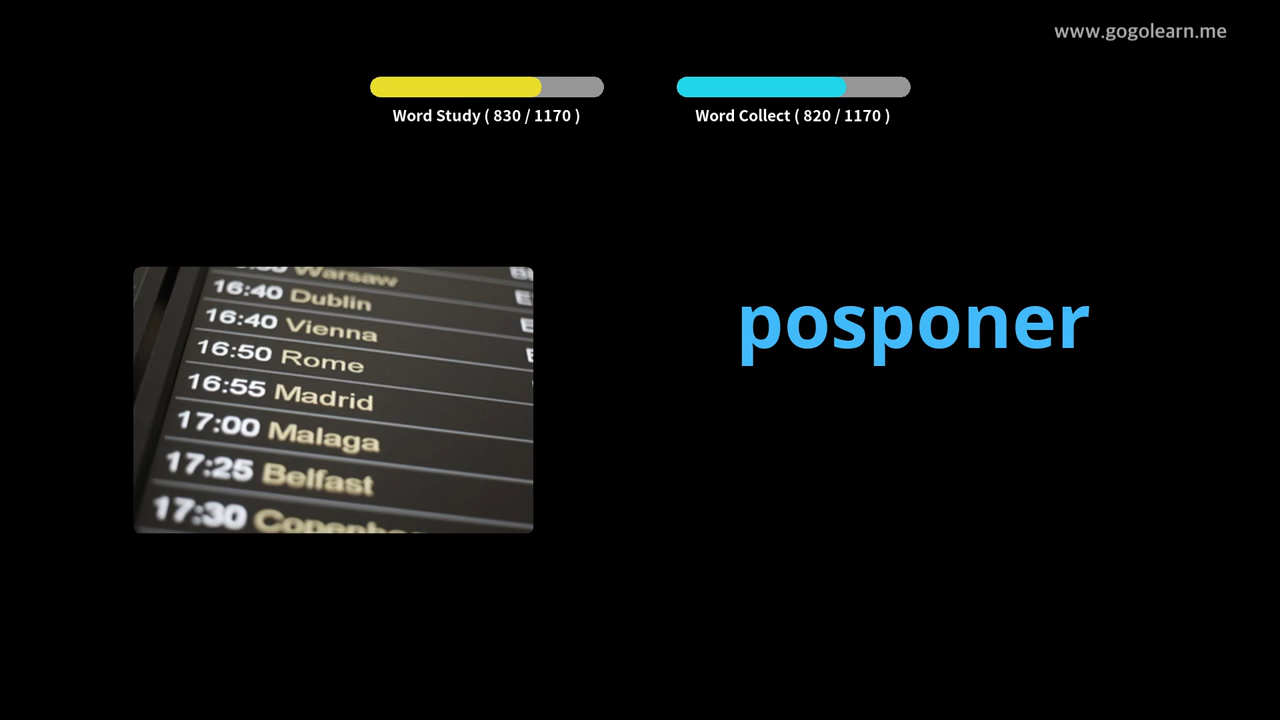 www.gogolearn.me
Word Study ( 830 / 1170 )
Word Collect ( 820 / 1170 )
Warsaw
16:40 Dublin
16:40 Vienna
16:50 Rome
16:55 Madrid
17:00 Malaga
17:25 Belfast
17:30
posponer